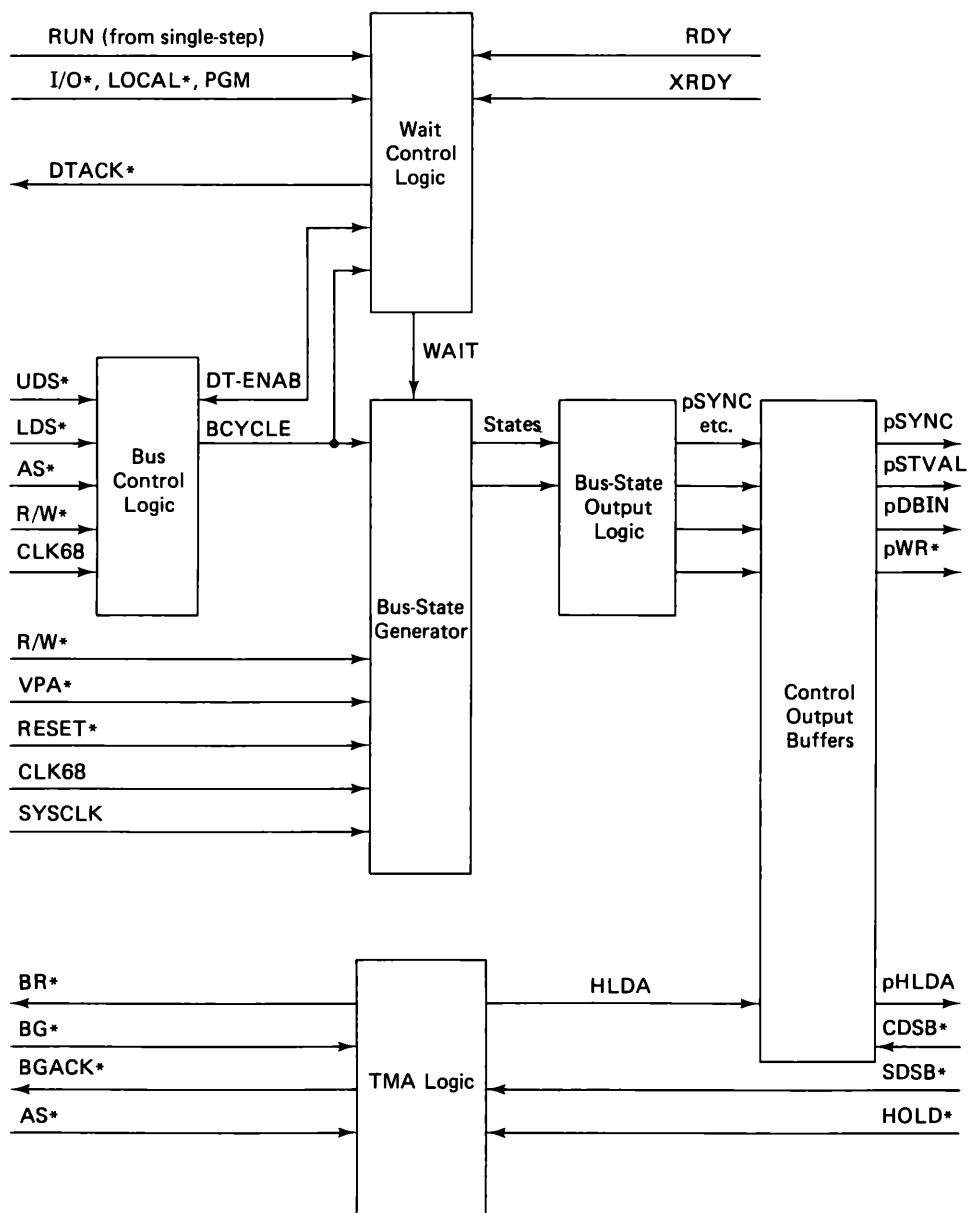 RUN (from single-step)
RDY
I/O*, LOCAL*, PGM
XRDY
Wait
Control
Logic
DTACK*
WAIT
UDS*
DT-ENAB
LDS*
BCYCLE
AS*
R/W*
CLK68
Bus
Control
Logic
States
pSYNC
etc.
pSYNC
pSTVAL
pDBIN
pWR*
Bus-State
Output
Logic
Bus-State
Generator
R/W*
VPA*
RESET*
CLK68
SYSCLK
Control
Output
Buffers
BR*
HLDA
pHLDA
BG*
CDSB*
BGACK*
TMA Logic
SDSB*
AS*
HOLD*